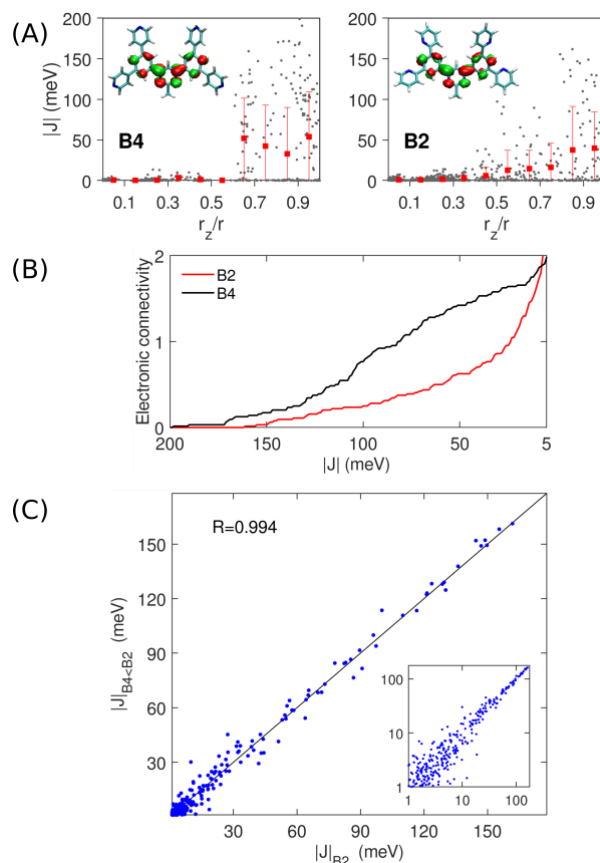 (A)
200
150
100
50
0
|J| (meV)
B4
0.1 0.3 0.5 0.7 0.9
r_z/r
200
150
100
50
0
B2
0.1 0.3 0.5 0.7 0.9
r_z/r
(B)
2
1
0
Electronic connectivity
B2
B4
200 150 100 50 5
|J| (meV)
(C)
R=0.994
150
120
90
60
30
|J|_B4<B2 (meV)
100
10
1
1 10 100
30 60 90 120 150
|J|_B2 (meV)